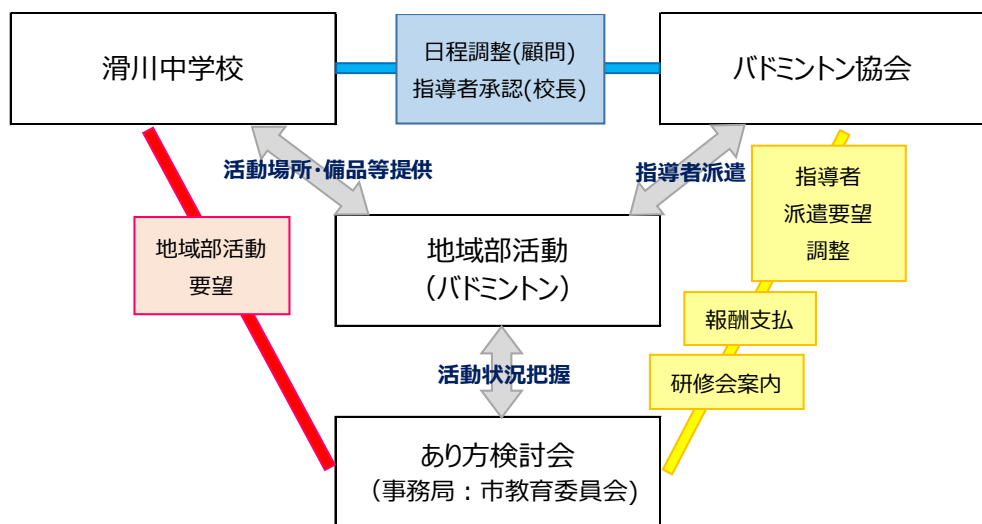 滑川中学校
日程調整(顧問)
指導者承認(校長)
バドミントン協会
活動場所･備品等提供
指導者派遣
指導者
派遣要望
調整
地域部活動
要望
地域部活動
（バドミントン）
報酬支払
研修会案内
活動状況把握
あり方検討会
（事務局：市教育委員会)